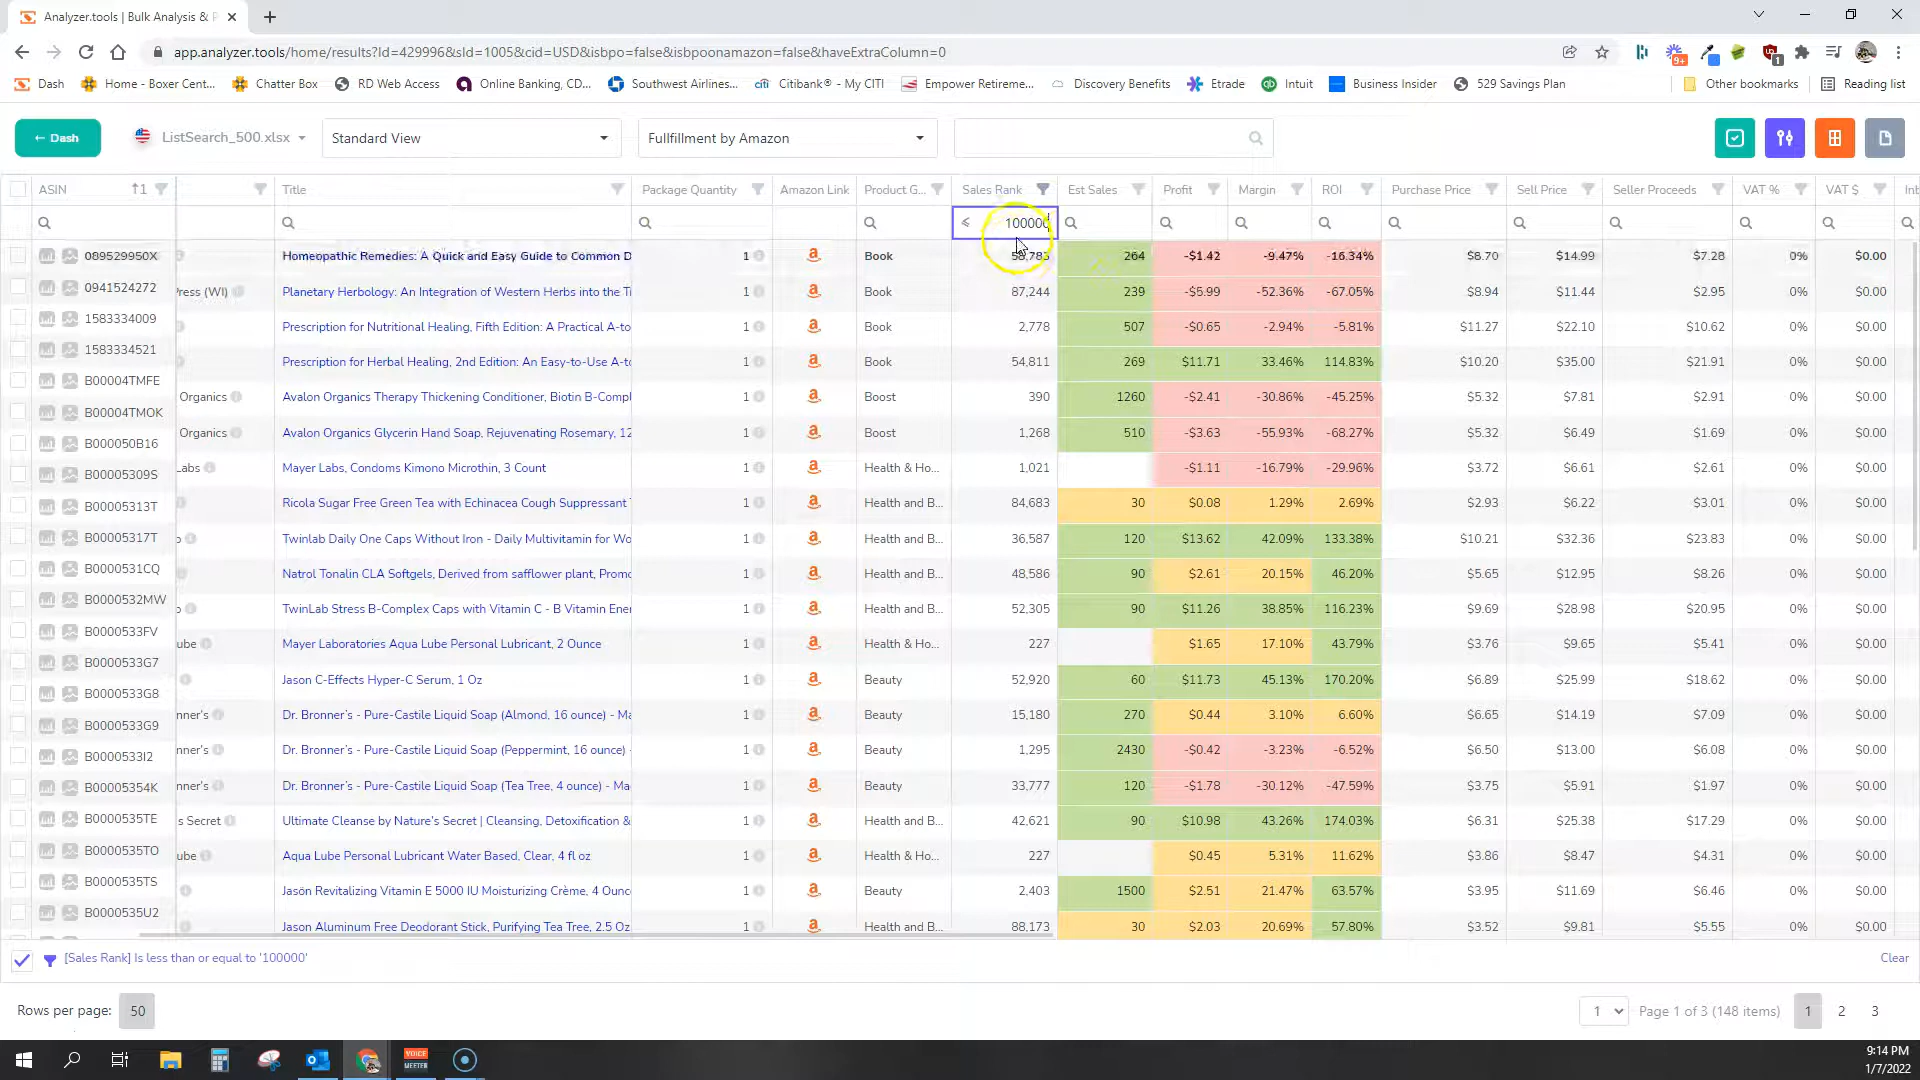 Analyzer.tools | Bulk Analysis & P
app.analyzer.tools/home/results?Id=429996&sId=1005&cid=USD&isbpo=false&isbpoonamazon=false&haveExtraColumn=0
9+ 1
Dash Home - Boxer Cent... Chatter Box RD Web Access Online Banking, CD... Southwest Airlines... citi Citibank® - My CITI Empower Retireme... Discovery Benefits Etrade Intuit Business Insider 529 Savings Plan Other bookmarks Reading list
← Dash ListSearch_500.xlsx Standard View Fullfillment by Amazon
ASIN ↑1 Title Package Quantity Amazon Link Product G... Sales Rank Est Sales Profit Margin ROI Purchase Price Sell Price Seller Proceeds VAT % VAT $ Int
≤ 100000
089529950X Homeopathic Remedies: A Quick and Easy Guide to Common D 1 Book 264 -$1.42 -9.47% -16.34% $8.70 $14.99 $7.28 0% $0.00
0941524272 Press (WI) Planetary Herbology: An Integration of Western Herbs into the Tr 1 Book 87,244 239 -$5.99 -52.36% -67.05% $8.94 $11.44 $2.95 0% $0.00
1583334009 Prescription for Nutritional Healing, Fifth Edition: A Practical A-to 1 Book 2,778 507 -$0.65 -2.94% -5.81% $11.27 $22.10 $10.62 0% $0.00
1583334521 Prescription for Herbal Healing, 2nd Edition: An Easy-to-Use A-to 1 Book 54,811 269 $11.71 33.46% 114.83% $10.20 $35.00 $21.91 0% $0.00
B00004TMFE Organics Avalon Organics Therapy Thickening Conditioner, Biotin B-Compl 1 Boost 390 1260 -$2.41 -30.86% -45.25% $5.32 $7.81 $2.91 0% $0.00
B00004TMOK Organics Avalon Organics Glycerin Hand Soap, Rejuvenating Rosemary, 12 1 Boost 1,268 510 -$3.63 -55.93% -68.27% $5.32 $6.49 $1.69 0% $0.00
B000050B16 Labs Mayer Labs, Condoms Kimono Microthin, 3 Count 1 Health & Ho... 1,021 -$1.11 -16.79% -29.96% $3.72 $6.61 $2.61 0% $0.00
B00005309S Ricola Sugar Free Green Tea with Echinacea Cough Suppressant 1 Health and B... 84,683 30 $0.08 1.29% 2.69% $2.93 $6.22 $3.01 0% $0.00
B00005313T Twinlab Daily One Caps Without Iron - Daily Multivitamin for Wo 1 Health and B... 36,587 120 $13.62 42.09% 133.38% $10.21 $32.36 $23.83 0% $0.00
B00005317T Natrol Tonalin CLA Softgels, Derived from safflower plant, Promo 1 Health and B... 48,586 90 $2.61 20.15% 46.20% $5.65 $12.95 $8.26 0% $0.00
B0000531CQ TwinLab Stress B-Complex Caps with Vitamin C - B Vitamin Ener 1 Health and B... 52,305 90 $11.26 38.85% 116.23% $9.69 $28.98 $20.95 0% $0.00
B0000532MW ube Mayer Laboratories Aqua Lube Personal Lubricant, 2 Ounce 1 Health & Ho... 227 $1.65 17.10% 43.79% $3.76 $9.65 $5.41 0% $0.00
B0000533FV Jason C-Effects Hyper-C Serum, 1 Oz 1 Beauty 52,920 60 $11.73 45.13% 170.20% $6.89 $25.99 $18.62 0% $0.00
B0000533G7 nner's Dr. Bronner's - Pure-Castile Liquid Soap (Almond, 16 ounce) - Ma 1 Beauty 15,180 270 $0.44 3.10% 6.60% $6.65 $14.19 $7.09 0% $0.00
B0000533G8 nner's Dr. Bronner's - Pure-Castile Liquid Soap (Peppermint, 16 ounce) - 1 Beauty 1,295 2430 -$0.42 -3.23% -6.52% $6.50 $13.00 $6.08 0% $0.00
B0000533G9 nner's Dr. Bronner's - Pure-Castile Liquid Soap (Tea Tree, 4 ounce) - Ma 1 Beauty 33,777 120 -$1.78 -30.12% -47.59% $3.75 $5.91 $1.97 0% $0.00
B0000533I2 s Secret Ultimate Cleanse by Nature's Secret | Cleansing, Detoxification & 1 Health and B... 42,621 90 $10.98 43.26% 174.03% $6.31 $25.38 $17.29 0% $0.00
B00005354K ube Aqua Lube Personal Lubricant Water Based, Clear, 4 fl oz 1 Health & Ho... 227 $0.45 5.31% 11.62% $3.86 $8.47 $4.31 0% $0.00
B0000535TE Jasön Revitalizing Vitamin E 5000 IU Moisturizing Crème, 4 Ounc 1 Beauty 2,403 1500 $2.51 21.47% 63.57% $3.95 $11.69 $6.46 0% $0.00
B0000535TO Jason Aluminum Free Deodorant Stick, Purifying Tea Tree, 2.5 Oz 1 Health and B... 88,173 30 $2.03 20.69% 57.80% $3.52 $9.81 $5.55 0% $0.00
B0000535TS
B0000535U2
[Sales Rank] Is less than or equal to '100000' Clear
Rows per page: 50 1 Page 1 of 3 (148 items) 1 2 3
VOICE
MEETER
9:14 PM
1/7/2022